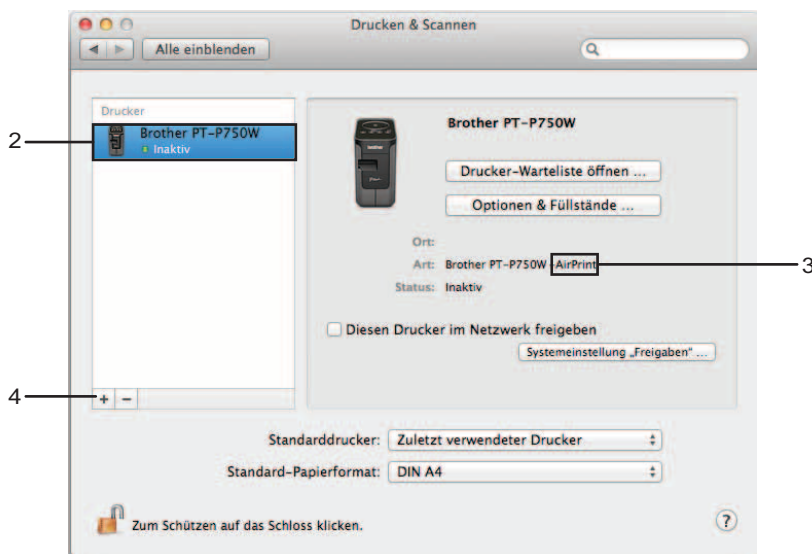 Drucken & Scannen
Alle einblenden
Drucker
2
Brother PT-P750W
Inaktiv
Brother PT-P750W
Drucker-Warteliste öffnen ...
Optionen & Füllstände ...
Ort:
Art: Brother PT-P750W -AirPrint
3
Status: Inaktiv
Diesen Drucker im Netzwerk freigeben
Systemeinstellung „Freigaben“ ...
4
+ −
Standarddrucker: Zuletzt verwendeter Drucker
Standard-Papierformat: DIN A4
Zum Schützen auf das Schloss klicken.
?